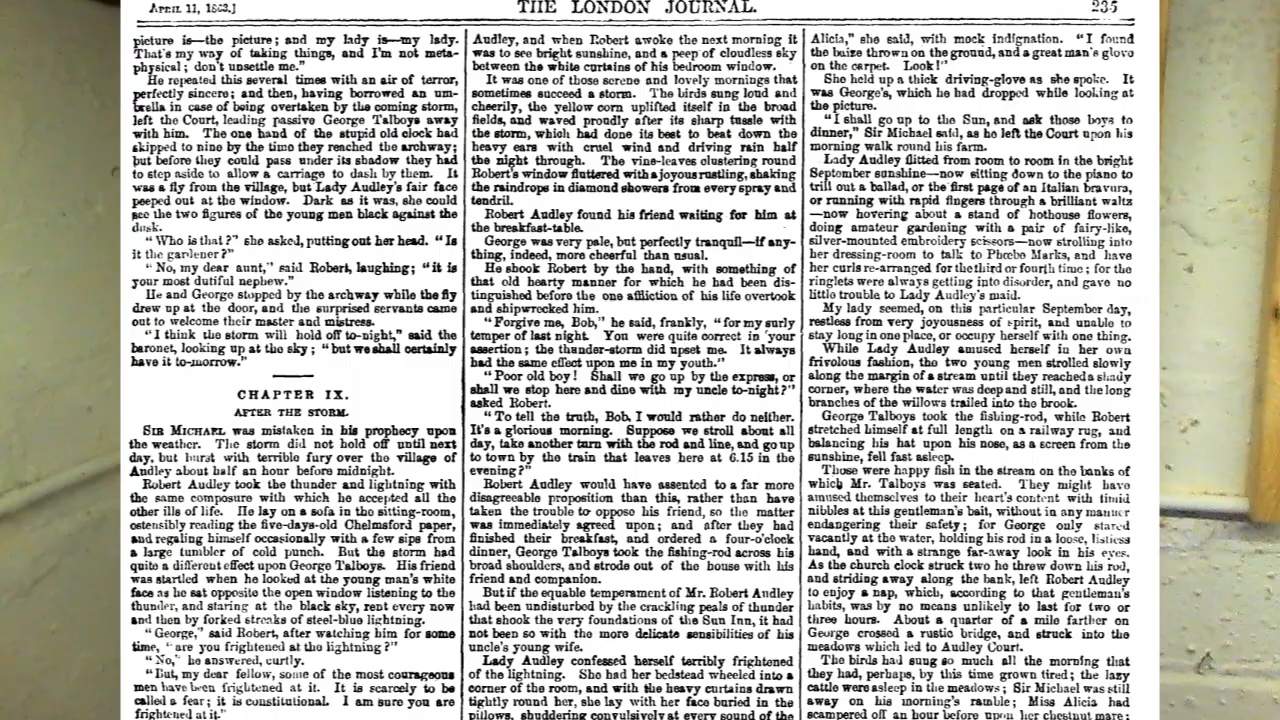 APRIL 11, 1863.]
THE LONDON JOURNAL.
235
picture is—the picture; and my lady is—my lady.
That's my way of taking things, and I'm not meta-
physical; don't unsettle me."
He repeated this several times with an air of terror,
perfectly sincere; and then, having borrowed an um-
brella in case of being overtaken by the coming storm,
left the Court, leading passive George Talboys away
with him. The one hand of the stupid old clock had
skipped to nine by the time they reached the archway;
but before they could pass under its shadow they had
to step aside to allow a carriage to dash by them. It
was a fly from the village, but Lady Audley's fair face
peeped out at the window. Dark as it was, she could
see the two figures of the young men black against the
dusk.
"Who is that?" she asked, putting out her head. "Is
it the gardener?"
"No, my dear aunt," said Robert, laughing; "it is
your most dutiful nephew."
He and George stopped by the archway while the fly
drew up at the door, and the surprised servants came
out to welcome their master and mistress.
"I think the storm will hold off to-night," said the
baronet, looking up at the sky; "but we shall certainly
have it to-morrow."
CHAPTER IX.
AFTER THE STORM.
SIR MICHAEL was mistaken in his prophecy upon
the weather. The storm did not hold off until next
day, but burst with terrible fury over the village of
Audley about half an hour before midnight.
Robert Audley took the thunder and lightning with
the same composure with which he accepted all the
other ills of life. He lay on a sofa in the sitting-room,
ostensibly reading the five-days-old Chelmsford paper,
and regaling himself occasionally with a few sips from
a large tumbler of cold punch. But the storm had
quite a different effect upon George Talboys. His friend
was startled when he looked at the young man's white
face as he sat opposite the open window listening to the
thunder, and staring at the black sky, rent every now
and then by forked streaks of steel-blue lightning.
"George," said Robert, after watching him for some
time, "are you frightened at the lightning?"
"No," he answered, curtly.
"But, my dear fellow, some of the most courageous
men have been frightened at it. It is scarcely to be
called a fear; it is constitutional. I am sure you are
frightened at it."
Audley, and when Robert awoke the next morning it
was to see bright sunshine, and a peep of cloudless sky
between the white curtains of his bedroom window.
It was one of those serene and lovely mornings that
sometimes succeed a storm. The birds sung loud and
cheerily, the yellow corn uplifted itself in the broad
fields, and waved proudly after its sharp tussle with
the storm, which had done its best to beat down the
heavy ears with cruel wind and driving rain half
the night through. The vine-leaves clustering round
Robert's window fluttered with a joyous rustling, shaking
the raindrops in diamond showers from every spray and
tendril.
Robert Audley found his friend waiting for him at
the breakfast-table.
George was very pale, but perfectly tranquil—if any-
thing, indeed, more cheerful than usual.
He shook Robert by the hand, with something of
that old hearty manner for which he had been dis-
tinguished before the one affliction of his life overtook
and shipwrecked him.
"Forgive me, Bob," he said, frankly, "for my surly
temper of last night. You were quite correct in your
assertion; the thunder-storm did upset me. It always
had the same effect upon me in my youth."
"Poor old boy! Shall we go up by the express, or
shall we stop here and dine with my uncle to-night?"
asked Robert.
"To tell the truth, Bob, I would rather do neither.
It's a glorious morning. Suppose we stroll about all
day, take another turn with the rod and line, and go up
to town by the train that leaves here at 6.15 in the
evening?"
Robert Audley would have assented to a far more
disagreeable proposition than this, rather than have
taken the trouble to oppose his friend, so the matter
was immediately agreed upon; and after they had
finished their breakfast, and ordered a four-o'clock
dinner, George Talboys took the fishing-rod across his
broad shoulders, and strode out of the house with his
friend and companion.
But if the equable temperament of Mr. Robert Audley
had been undisturbed by the crackling peals of thunder
that shook the very foundations of the Sun Inn, it had
not been so with the more delicate sensibilities of his
uncle's young wife.
Lady Audley confessed herself terribly frightened
of the lightning. She had her bedstead wheeled into a
corner of the room, and with the heavy curtains drawn
tightly round her, she lay with her face buried in the
pillows, shuddering convulsively at every sound of the
Alicia," she said, with mock indignation. "I found
the baize thrown on the ground, and a great man's glove
on the carpet. Look!"
She held up a thick driving-glove as she spoke. It
was George's, which he had dropped while looking at
the picture.
"I shall go up to the Sun, and ask those boys to
dinner," Sir Michael said, as he left the Court upon his
morning walk round his farm.
Lady Audley flitted from room to room in the bright
September sunshine—now sitting down to the piano to
trill out a ballad, or the first page of an Italian bravura,
or running with rapid fingers through a brilliant waltz
—now hovering about a stand of hothouse flowers,
doing amateur gardening with a pair of fairy-like,
silver-mounted embroidery scissors—now strolling into
her dressing-room to talk to Phœbe Marks, and have
her curls re-arranged for the third or fourth time; for the
ringlets were always getting into disorder, and gave no
little trouble to Lady Audley's maid.
My lady seemed, on this particular September day,
restless from very joyousness of spirit, and unable to
stay long in one place, or occupy herself with one thing.
While Lady Audley amused herself in her own
frivolous fashion, the two young men strolled slowly
along the margin of a stream until they reached a shady
corner, where the water was deep and still, and the long
branches of the willows trailed into the brook.
George Talboys took the fishing-rod, while Robert
stretched himself at full length on a railway rug, and
balancing his hat upon his nose, as a screen from the
sunshine, fell fast asleep.
Those were happy fish in the stream on the banks of
which Mr. Talboys was seated. They might have
amused themselves to their heart's content with timid
nibbles at this gentleman's bait, without in any manner
endangering their safety; for George only stared
vacantly at the water, holding his rod in a loose, listless
hand, and with a strange far-away look in his eyes.
As the church clock struck two he threw down his rod,
and striding away along the bank, left Robert Audley
to enjoy a nap, which, according to that gentleman's
habits, was by no means unlikely to last for two or
three hours. About a quarter of a mile farther on
George crossed a rustic bridge, and struck into the
meadows which led to Audley Court.
The birds had sung so much all the morning that
they had, perhaps, by this time grown tired; the lazy
cattle were asleep in the meadows; Sir Michael was still
away on his morning's ramble; Miss Alicia had
scampered off an hour before upon her chestnut mare;